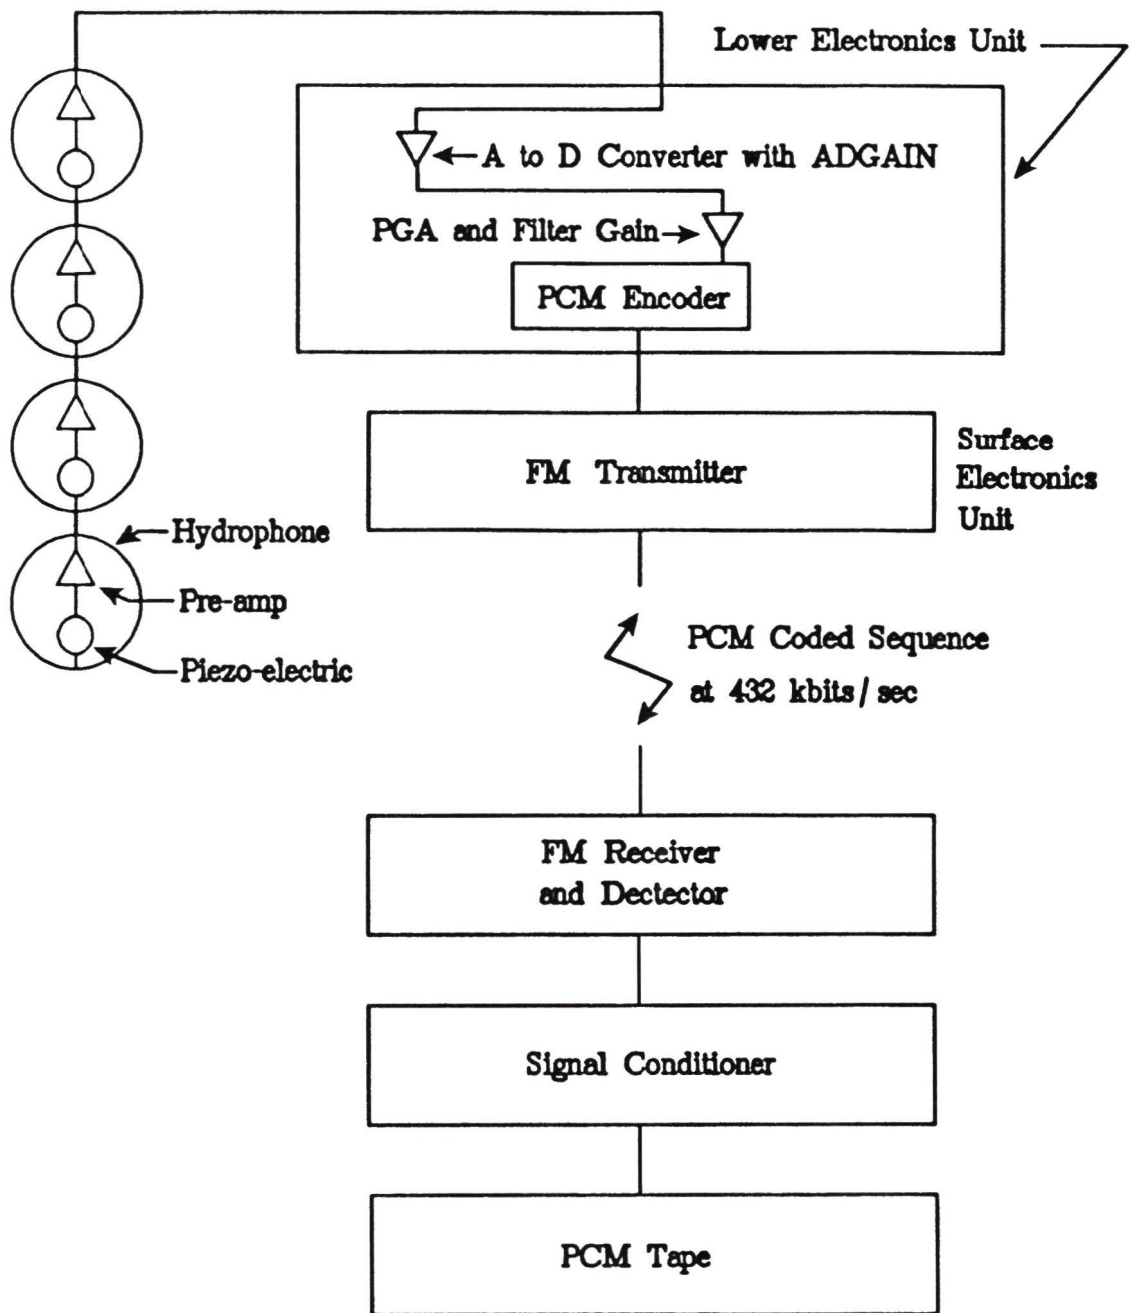 Lower Electronics Unit
A to D Converter with ADGAIN
PGA and Filter Gain
PCM Encoder
FM Transmitter
Surface
Electronics
Unit
Hydrophone
Pre-amp
Piezo-electric
PCM Coded Sequence
at 432 kbits/sec
FM Receiver
and Dectector
Signal Conditioner
PCM Tape